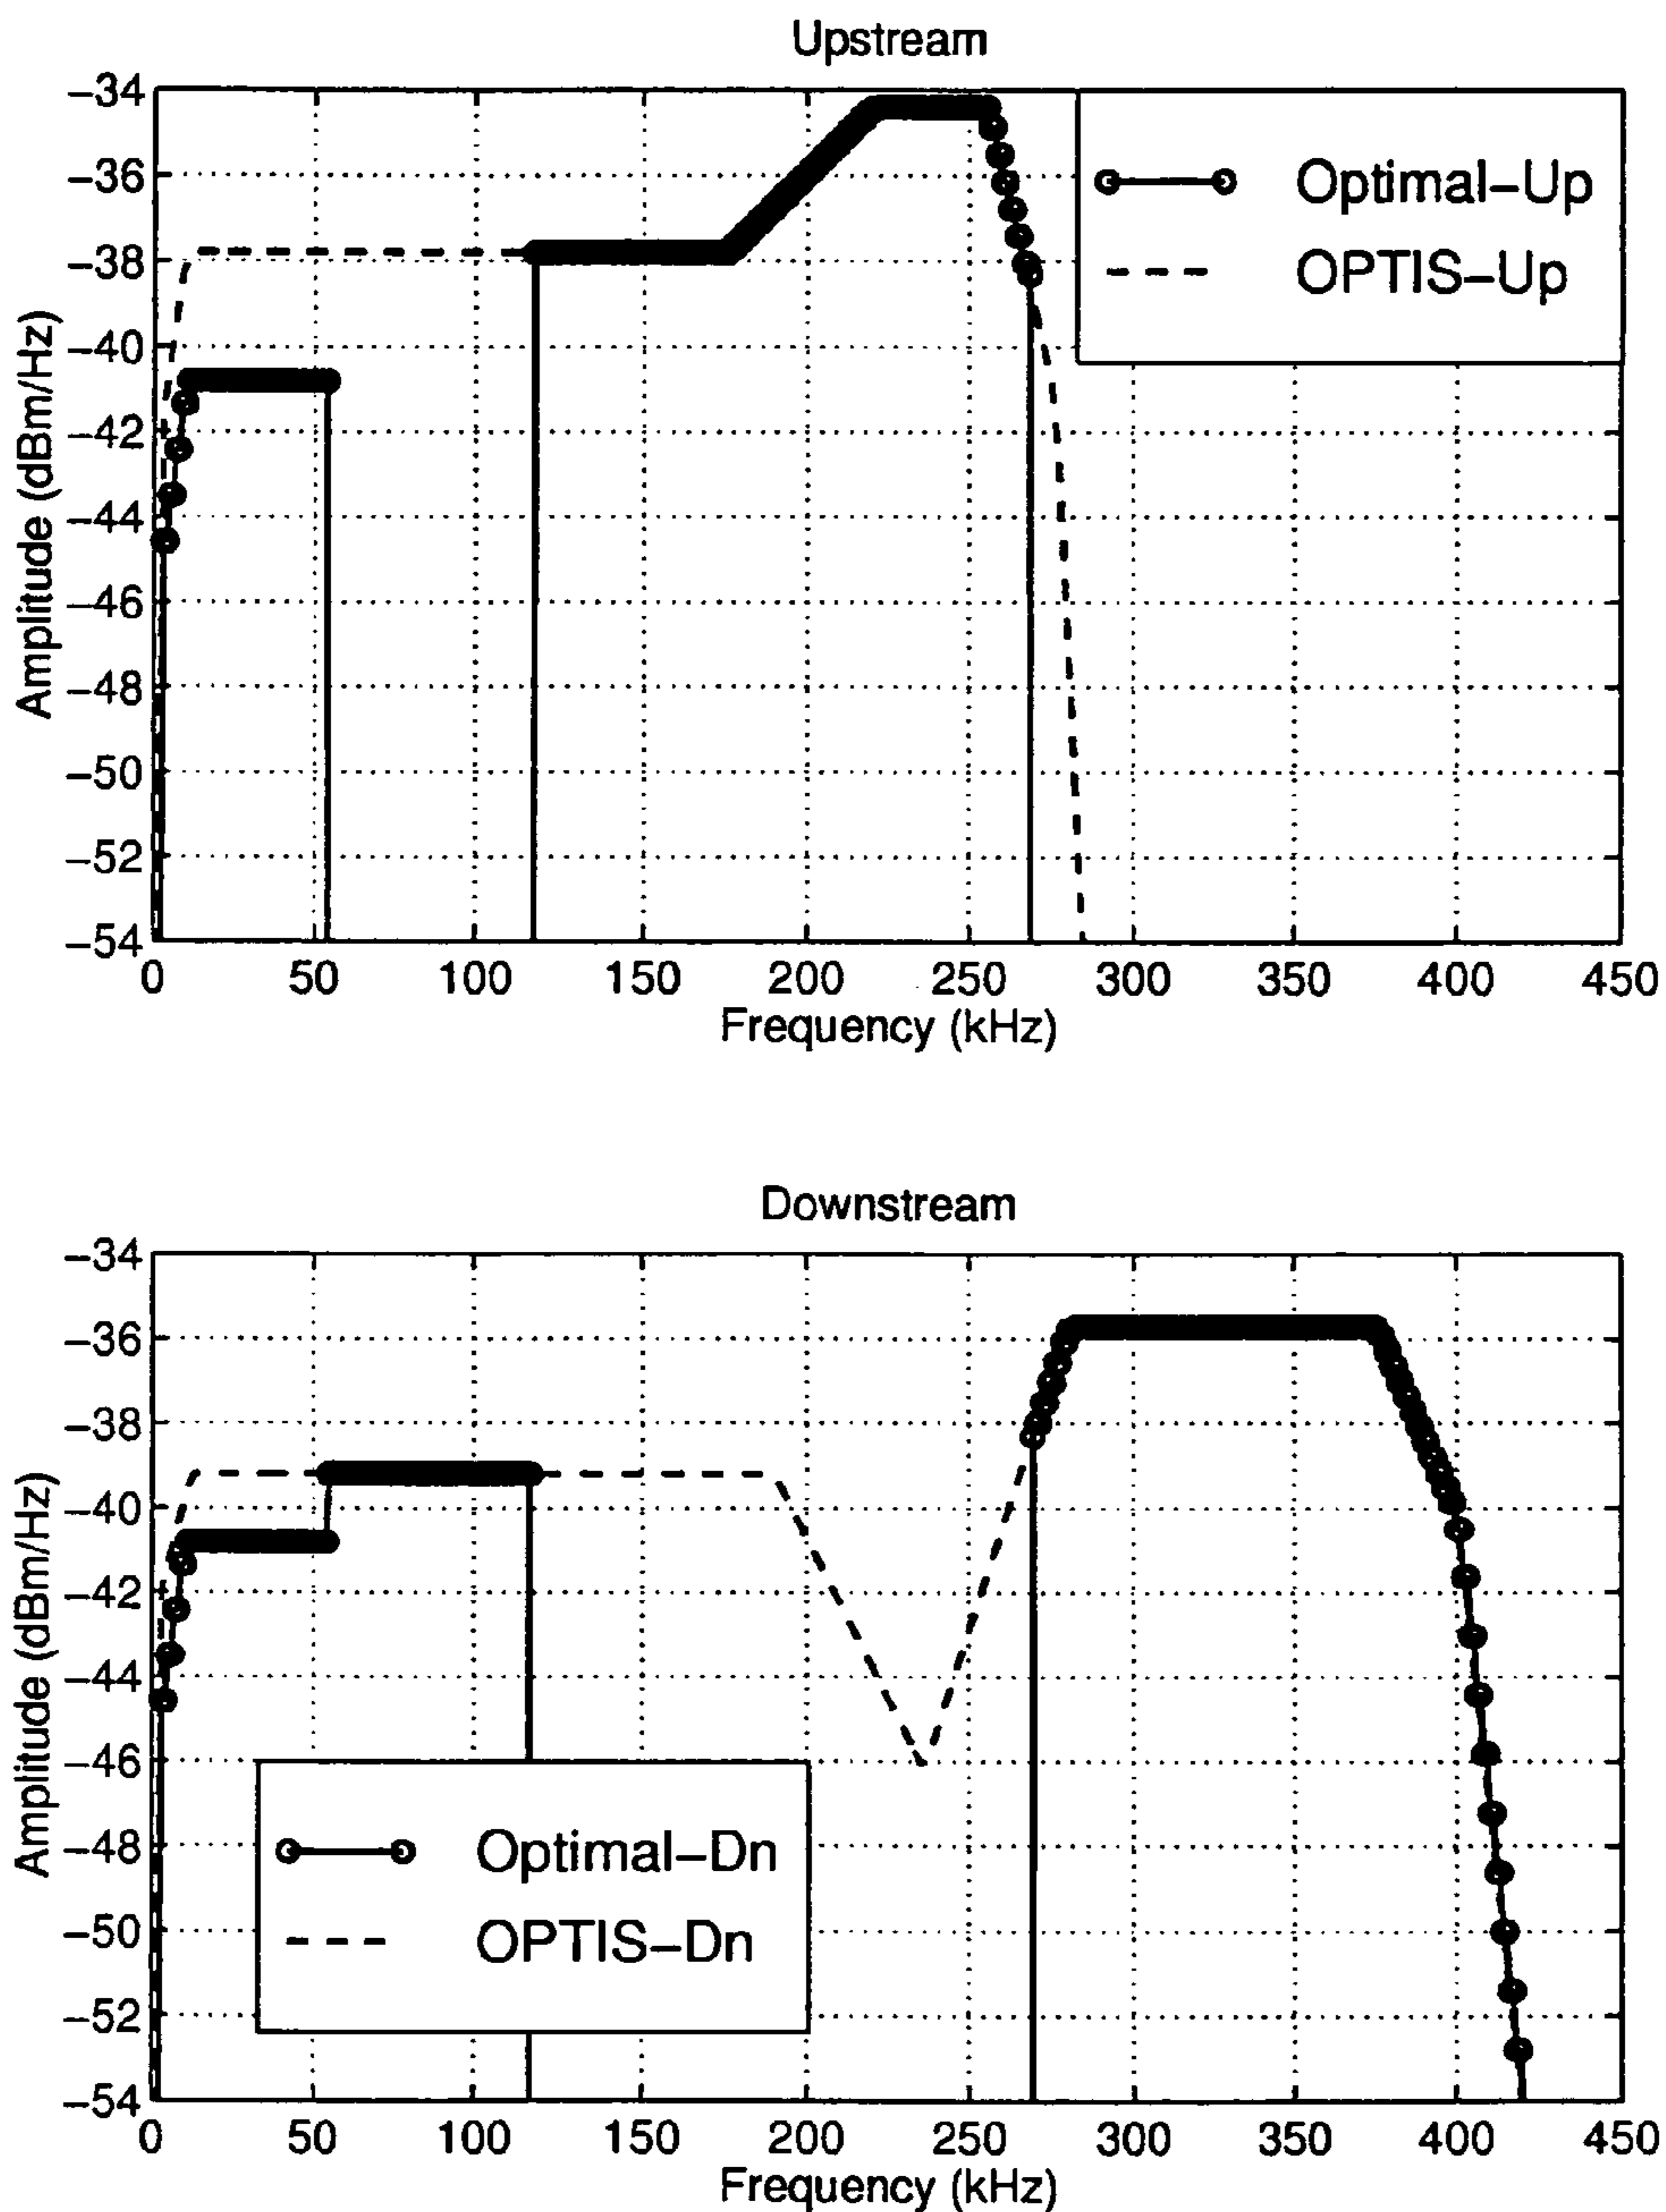 Upstream
−34
−36
−38
−40
−42
−44
−46
−48
−50
−52
−54
Amplitude (dBm/Hz)
Optimal−Up
OPTIS−Up
0 50 100 150 200 250 300 350 400 450
Frequency (kHz)
Downstream
−34
−36
−38
−40
−42
−44
−46
−48
−50
−52
−54
Amplitude (dBm/Hz)
Optimal−Dn
OPTIS−Dn
0 50 100 150 200 250 300 350 400 450
Frequency (kHz)